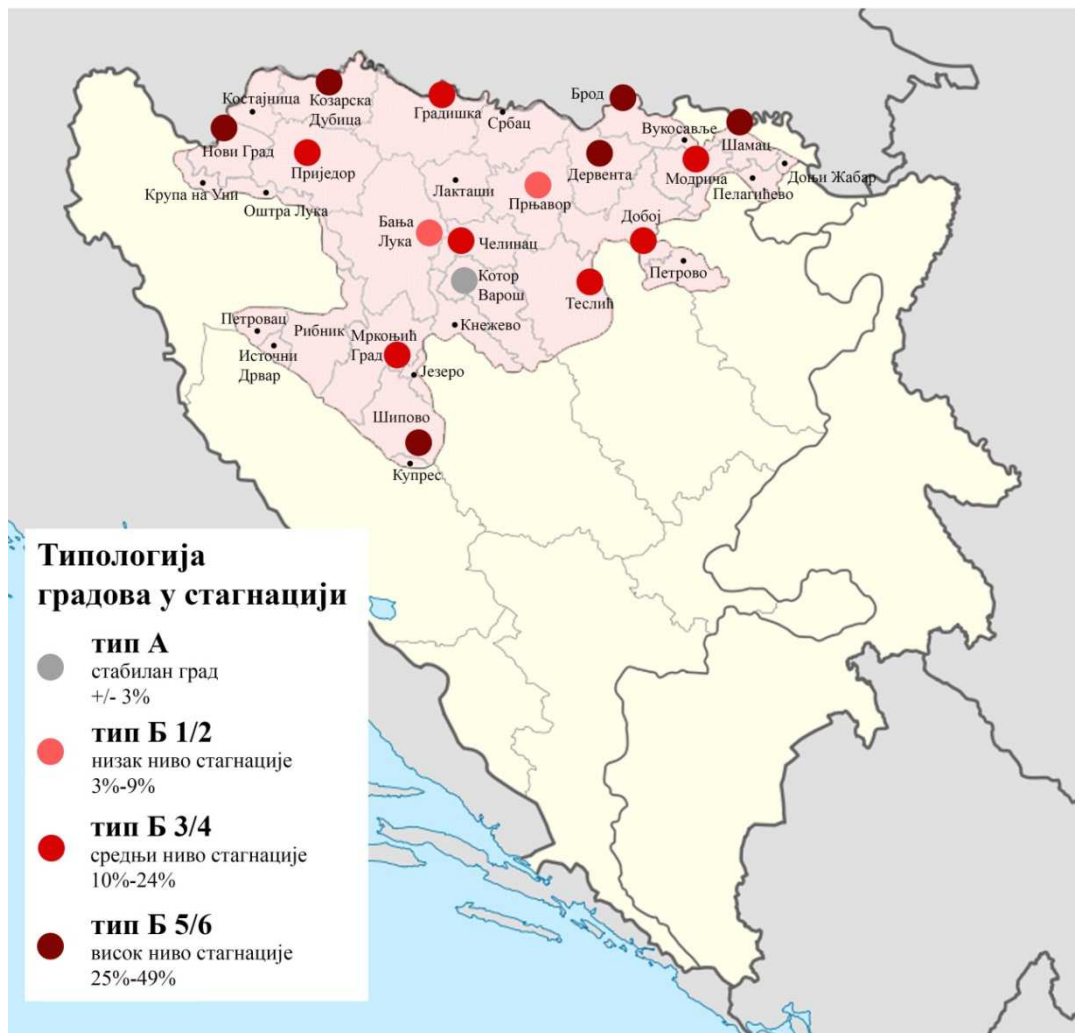 Костајница
Козарска
Дубица
Градишка
Србац
Брод
Вукосавље
Шамац
Нови Град
Приједор
Дервента
Модрича
Доњи Жабар
Пелагићево
Крупа на Уни
Оштра Лука
Лакташи
Прњавор
Бања
Лука
Челинац
Добој
Петрово
Котор
Варош
Теслић
Петровац
Рибник
Источни
Дрвар
Мркоњић
Град
Кнежево
Језеро
Шипово
Купрес
Типологија
градова у стагнацији
тип А
стабилан град
+/- 3%
тип Б 1/2
низак ниво стагнације
3%-9%
тип Б 3/4
средњи ниво стагнације
10%-24%
тип Б 5/6
висок ниво стагнације
25%-49%